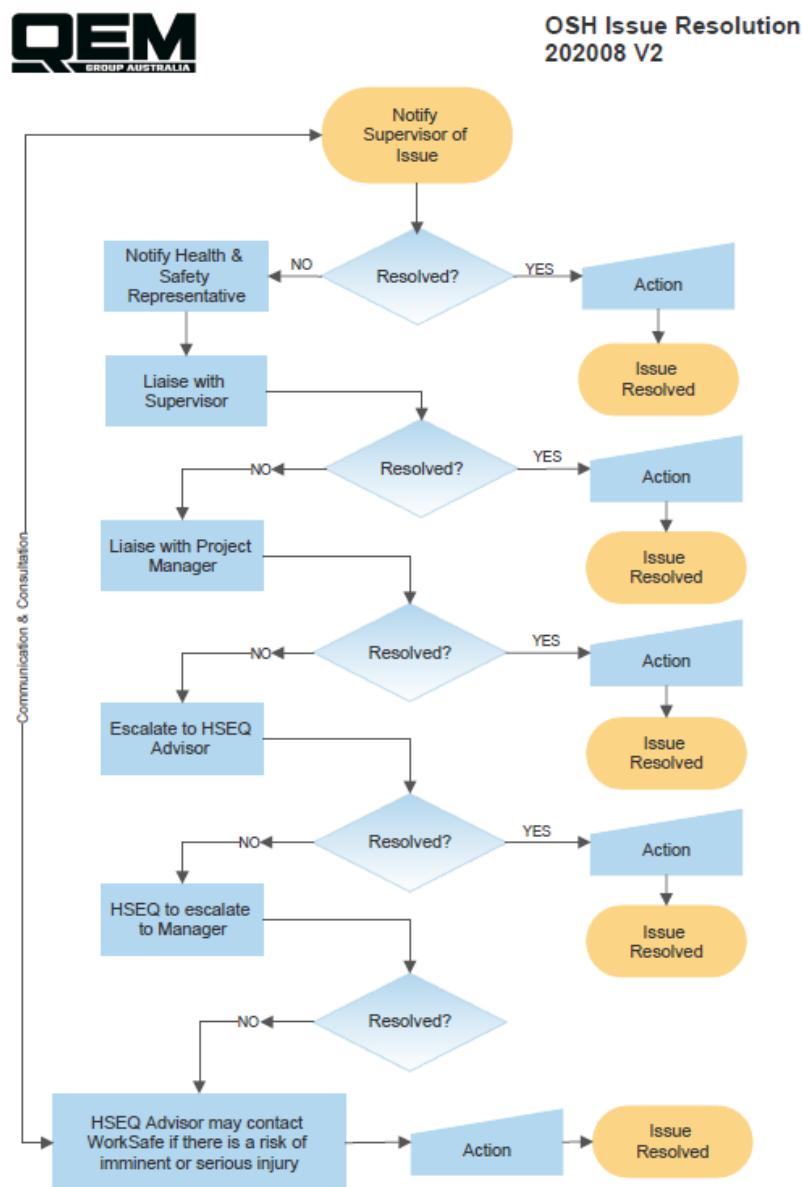 QEM
GROUP AUSTRALIA
OSH Issue Resolution
202008 V2
Notify
Supervisor of
Issue
Notify Health &
Safety
Representative
NO
Resolved?
YES
Action
Issue
Resolved
Liaise with
Supervisor
NO
Resolved?
YES
Action
Issue
Resolved
Liaise with Project
Manager
NO
Resolved?
YES
Action
Issue
Resolved
Escalate to HSEQ
Advisor
NO
Resolved?
YES
Action
Issue
Resolved
HSEQ to escalate
to Manager
NO
Resolved?
HSEQ Advisor may contact
WorkSafe if there is a risk of
imminent or serious injury
Action
Issue
Resolved
Communication & Consultation